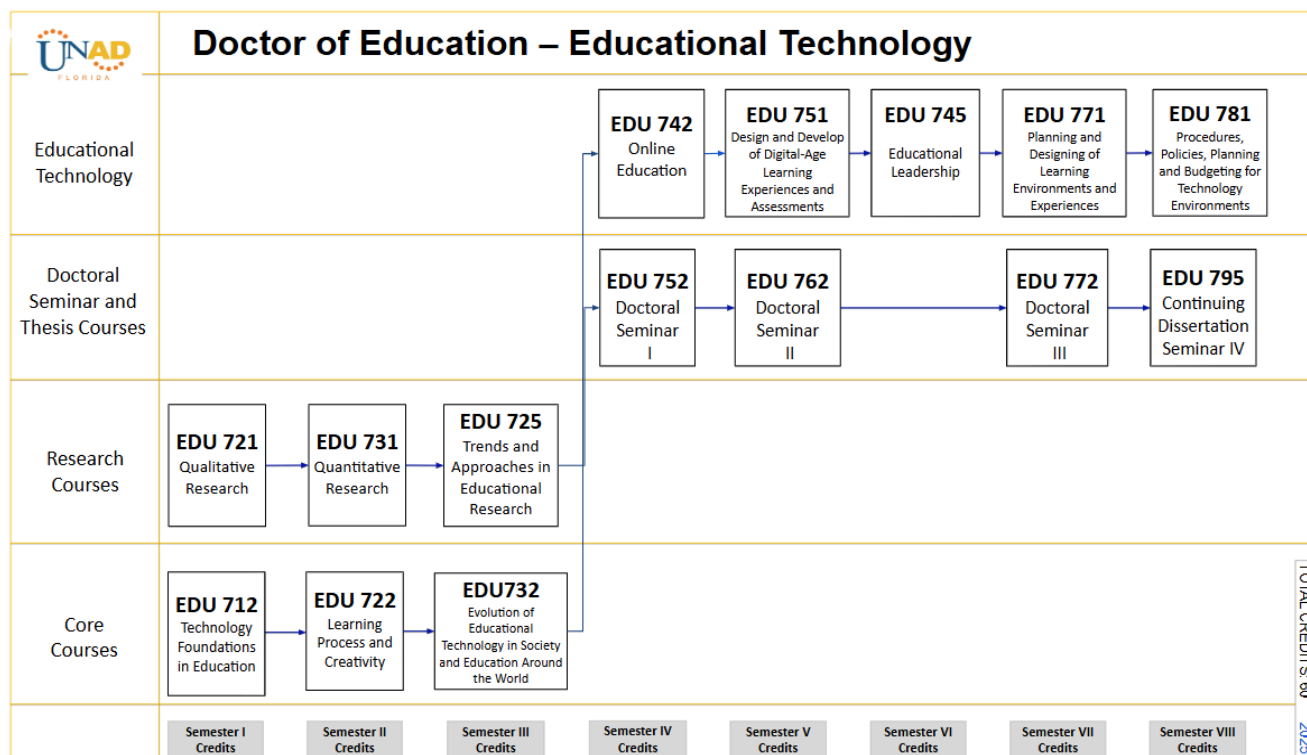 UNAD
FLORIDA
Doctor of Education – Educational Technology
Educational
Technology
EDU 742
Online
Education
EDU 751
Design and Develop
of Digital-Age
Learning
Experiences and
Assessments
EDU 745
Educational
Leadership
EDU 771
Planning and
Designing of
Learning
Environments and
Experiences
EDU 781
Procedures,
Policies, Planning
and Budgeting for
Technology
Environments
Doctoral
Seminar and
Thesis Courses
EDU 752
Doctoral
Seminar
I
EDU 762
Doctoral
Seminar
II
EDU 772
Doctoral
Seminar
III
EDU 795
Continuing
Dissertation
Seminar IV
Research
Courses
EDU 721
Qualitative
Research
EDU 731
Quantitative
Research
EDU 725
Trends and
Approaches in
Educational
Research
Core
Courses
EDU 712
Technology
Foundations
in Education
EDU 722
Learning
Process and
Creativity
EDU732
Evolution of
Educational
Technology in Society
and Education Around
the World
Semester I
Credits
Semester II
Credits
Semester III
Credits
Semester IV
Credits
Semester V
Credits
Semester VI
Credits
Semester VII
Credits
Semester VIII
Credits
TOTAL CREDITS: 60